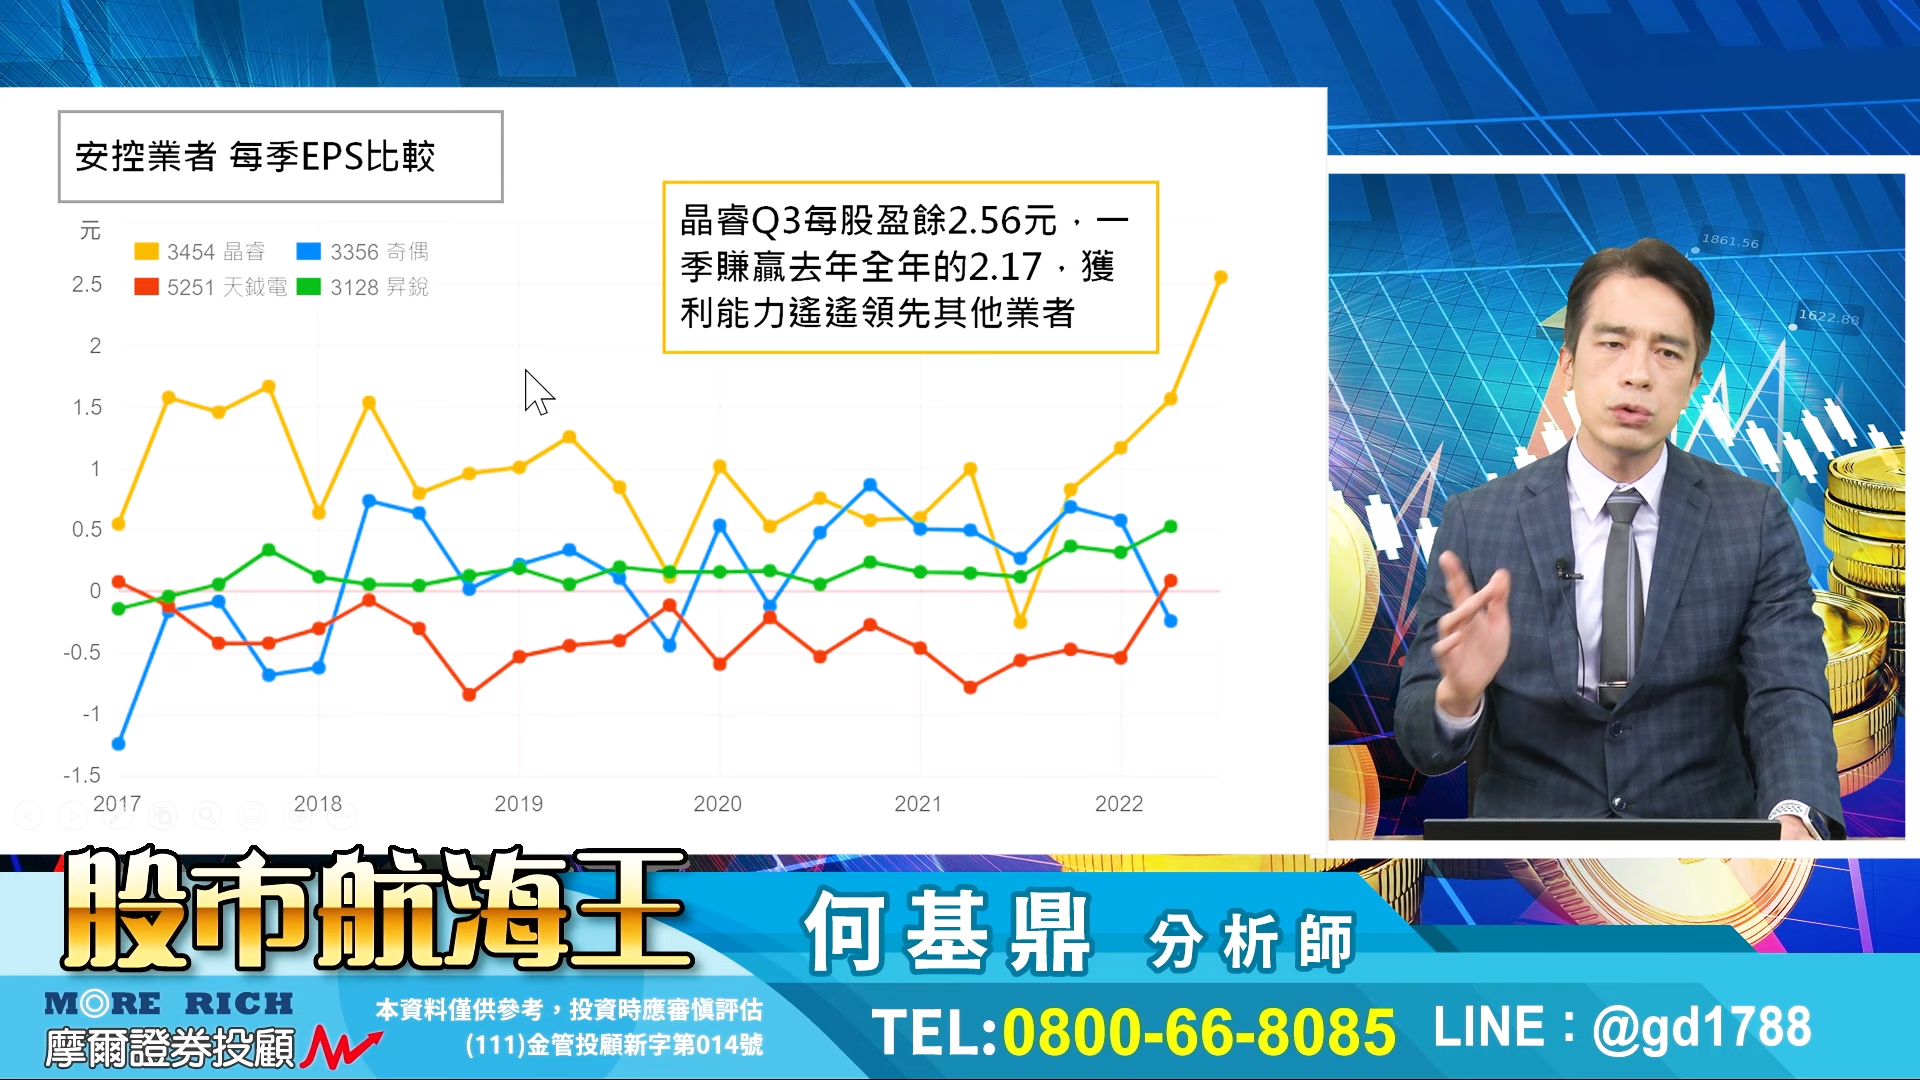 安控業者 每季EPS比較
晶睿Q3每股盈餘2.56元，一
季賺贏去年全年的2.17，獲
利能力遙遙領先其他業者
元
3454 晶睿
3356 奇偶
5251 天鉞電
3128 昇銳
2.5
2
1.5
1
0.5
0
-0.5
-1
-1.5
2017
2018
2019
2020
2021
2022
1861.56
1622.88
股市航海王
何基鼎 分析師
MORE RICH
摩爾證券投顧
本資料僅供參考，投資時應審慎評估
(111)金管投顧新字第014號
TEL:0800-66-8085
LINE：@gd1788